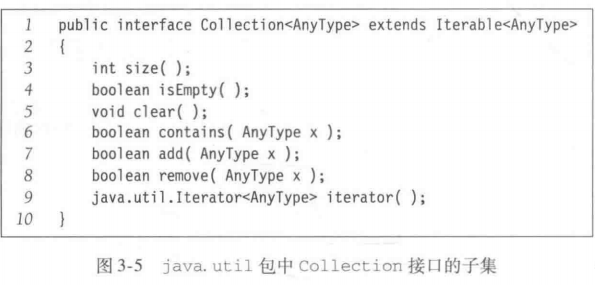 1 public interface Collection<AnyType> extends Iterable<AnyType>
2 {
3 int size( );
4 boolean isEmpty( );
5 void clear( );
6 boolean contains( AnyType x );
7 boolean add( AnyType x );
8 boolean remove( AnyType x );
9 java.util.Iterator<AnyType> iterator( );
10 }
图 3-5 java.util 包中 Collection 接口的子集